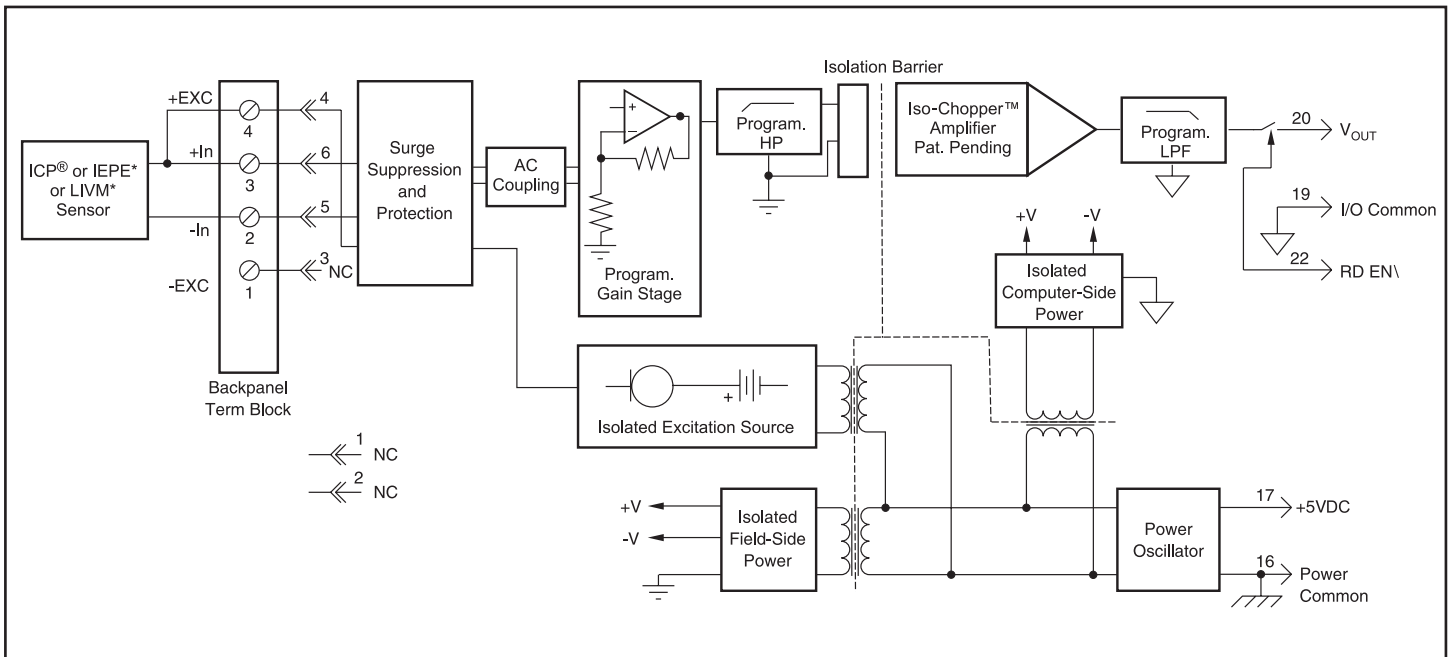 +EXC
4
4
+In
3
6
-In
2
5
-EXC
1
3
NC
ICP® or IEPE*
or LIVM*
Sensor
Backpanel
Term Block
1
NC
2
NC
Surge
Suppression
and
Protection
AC
Coupling
+
–
Program.
Gain Stage
Program.
HP
Isolation Barrier
Iso-Chopper™
Amplifier
Pat. Pending
Program.
LPF
20
VOUT
19
I/O Common
22
RD EN\
+V
-V
Isolated
Computer-Side
Power
+
Isolated Excitation Source
+V
-V
Isolated
Field-Side
Power
Power
Oscillator
17
+5VDC
16
Power
Common